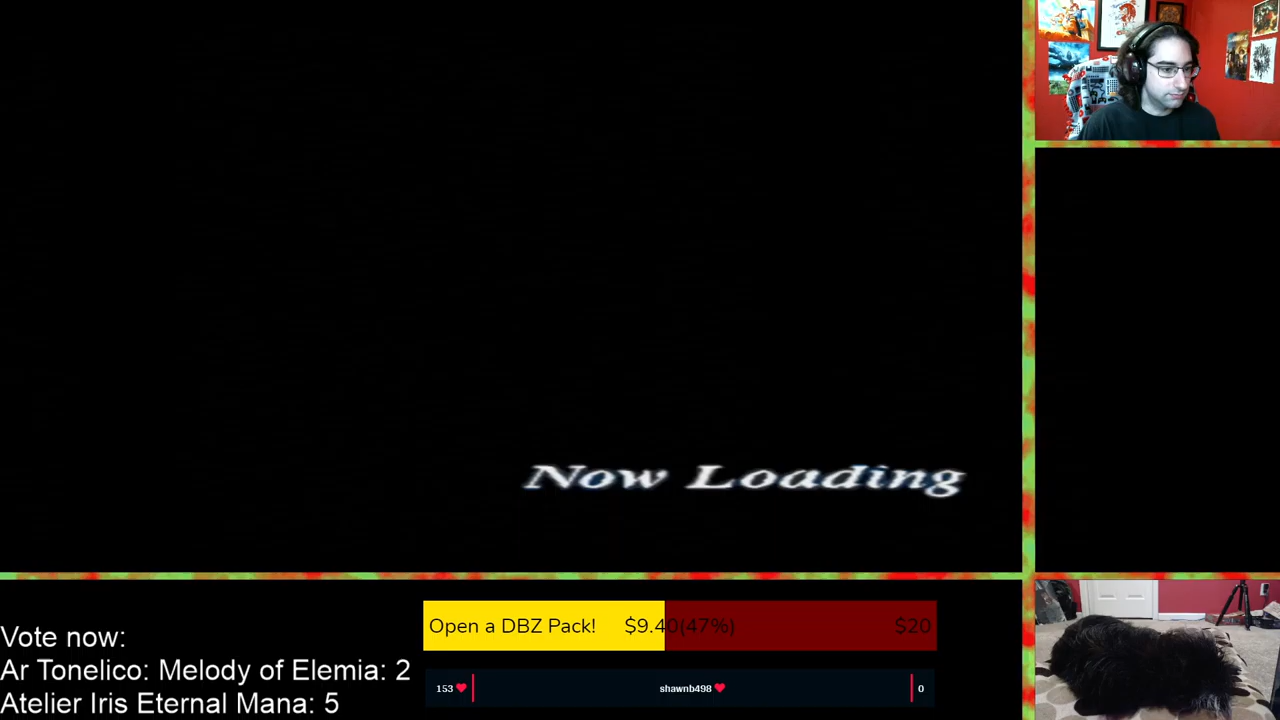 Now Loading
Open a DBZ Pack! $9.40(47%) $20
153 shawnb498 0
Vote now:
Ar Tonelico: Melody of Elemia: 2
Atelier Iris Eternal Mana: 5